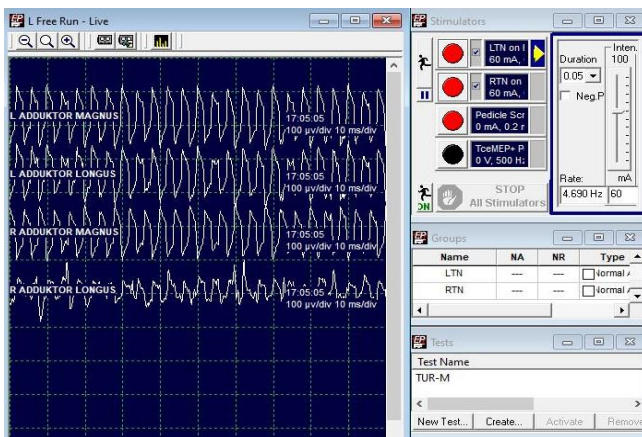 L Free Run - Live
L ADDUKTOR MAGNUS
17:05:05
100 µv/div 10 ms/div
L ADDUKTOR LONGUS
17:05:05
100 µv/div 10 ms/div
R ADDUKTOR MAGNUS
17:05:05
100 µv/div 10 ms/div
R ADDUKTOR LONGUS
17:05:05
100 µv/div 10 ms/div
Stimulators
LTN on
60 mA,
RTN on
60 mA,
Pedicle Scr
0 mA, 0.2 r
TceMEP+ P
0 V, 500 Hz
ON
STOP
All Stimulators
Duration
0.05
Neg.P
Inten.
100
Rate:
4.690 Hz
mA
60
Groups
Name NA NR Type
LTN --- --- Normal
RTN --- --- Normal
Tests
Test Name
TUR-M
New Test... Create... Activate Remove